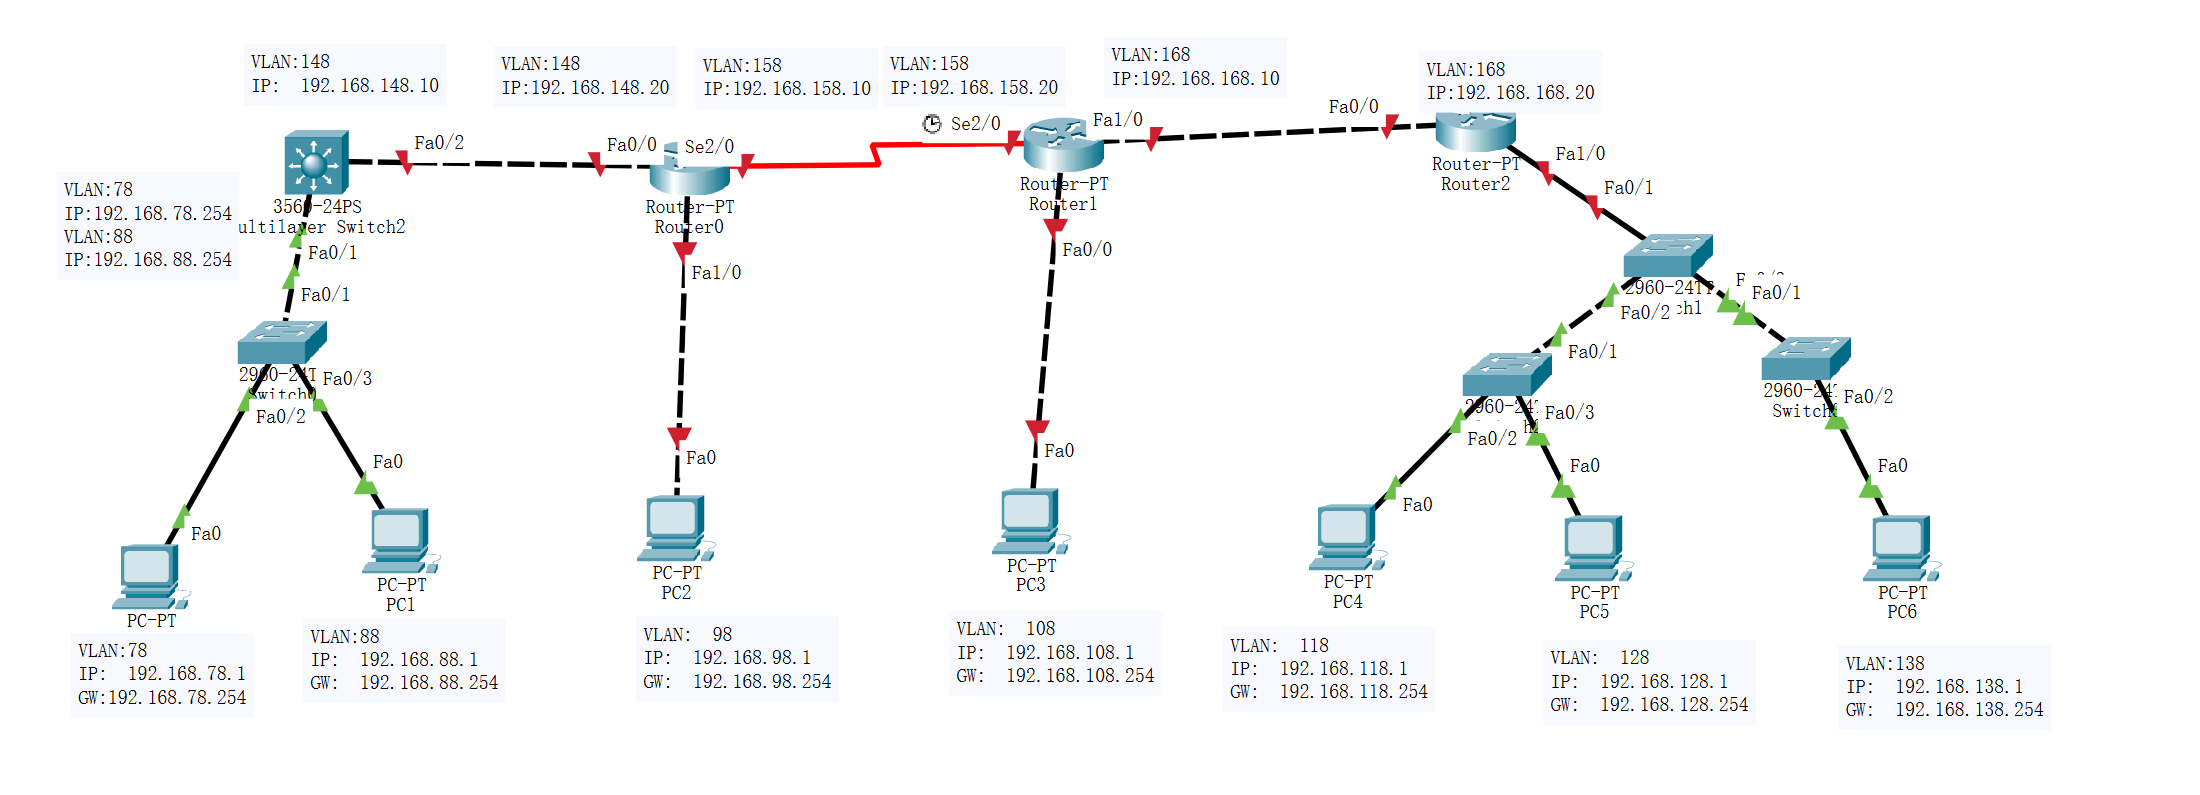 VLAN:148
IP:  192.168.148.10
VLAN:148
IP:192.168.148.20
VLAN:158
IP:192.168.158.10
VLAN:158
IP:192.168.158.20
VLAN:168
IP:192.168.168.10
VLAN:168
IP:192.168.168.20
Fa0/2
Fa0/0
Se2/0
Se2/0
Fa1/0
Fa0/0
Fa1/0
Fa0/1
VLAN:78
IP:192.168.78.254
VLAN:88
IP:192.168.88.254
3560-24PS
ultilayer Switch2
Router-PT
Router0
Router-PT
Router1
Router-PT
Router2
Fa0/1
Fa0/1
Fa1/0
Fa0/0
2960-24TT
Fa0/2
Fa0/1
Fa0/1
2960-24T
Switch
Fa0/3
Fa0/2
2960-24
Fa0/3
Fa0/2
2960-24
Switch
Fa0/2
Fa0
Fa0
Fa0
Fa0
Fa0
Fa0
Fa0
PC-PT
PC-PT
PC1
PC-PT
PC2
PC-PT
PC3
PC-PT
PC4
PC-PT
PC5
PC-PT
PC6
VLAN:78
IP:  192.168.78.1
GW:192.168.78.254
VLAN:88
IP:  192.168.88.1
GW:  192.168.88.254
VLAN:  98
IP:  192.168.98.1
GW:  192.168.98.254
VLAN:  108
IP:  192.168.108.1
GW:  192.168.108.254
VLAN:  118
IP:  192.168.118.1
GW:  192.168.118.254
VLAN:  128
IP:  192.168.128.1
GW:  192.168.128.254
VLAN:138
IP:  192.168.138.1
GW:  192.168.138.254